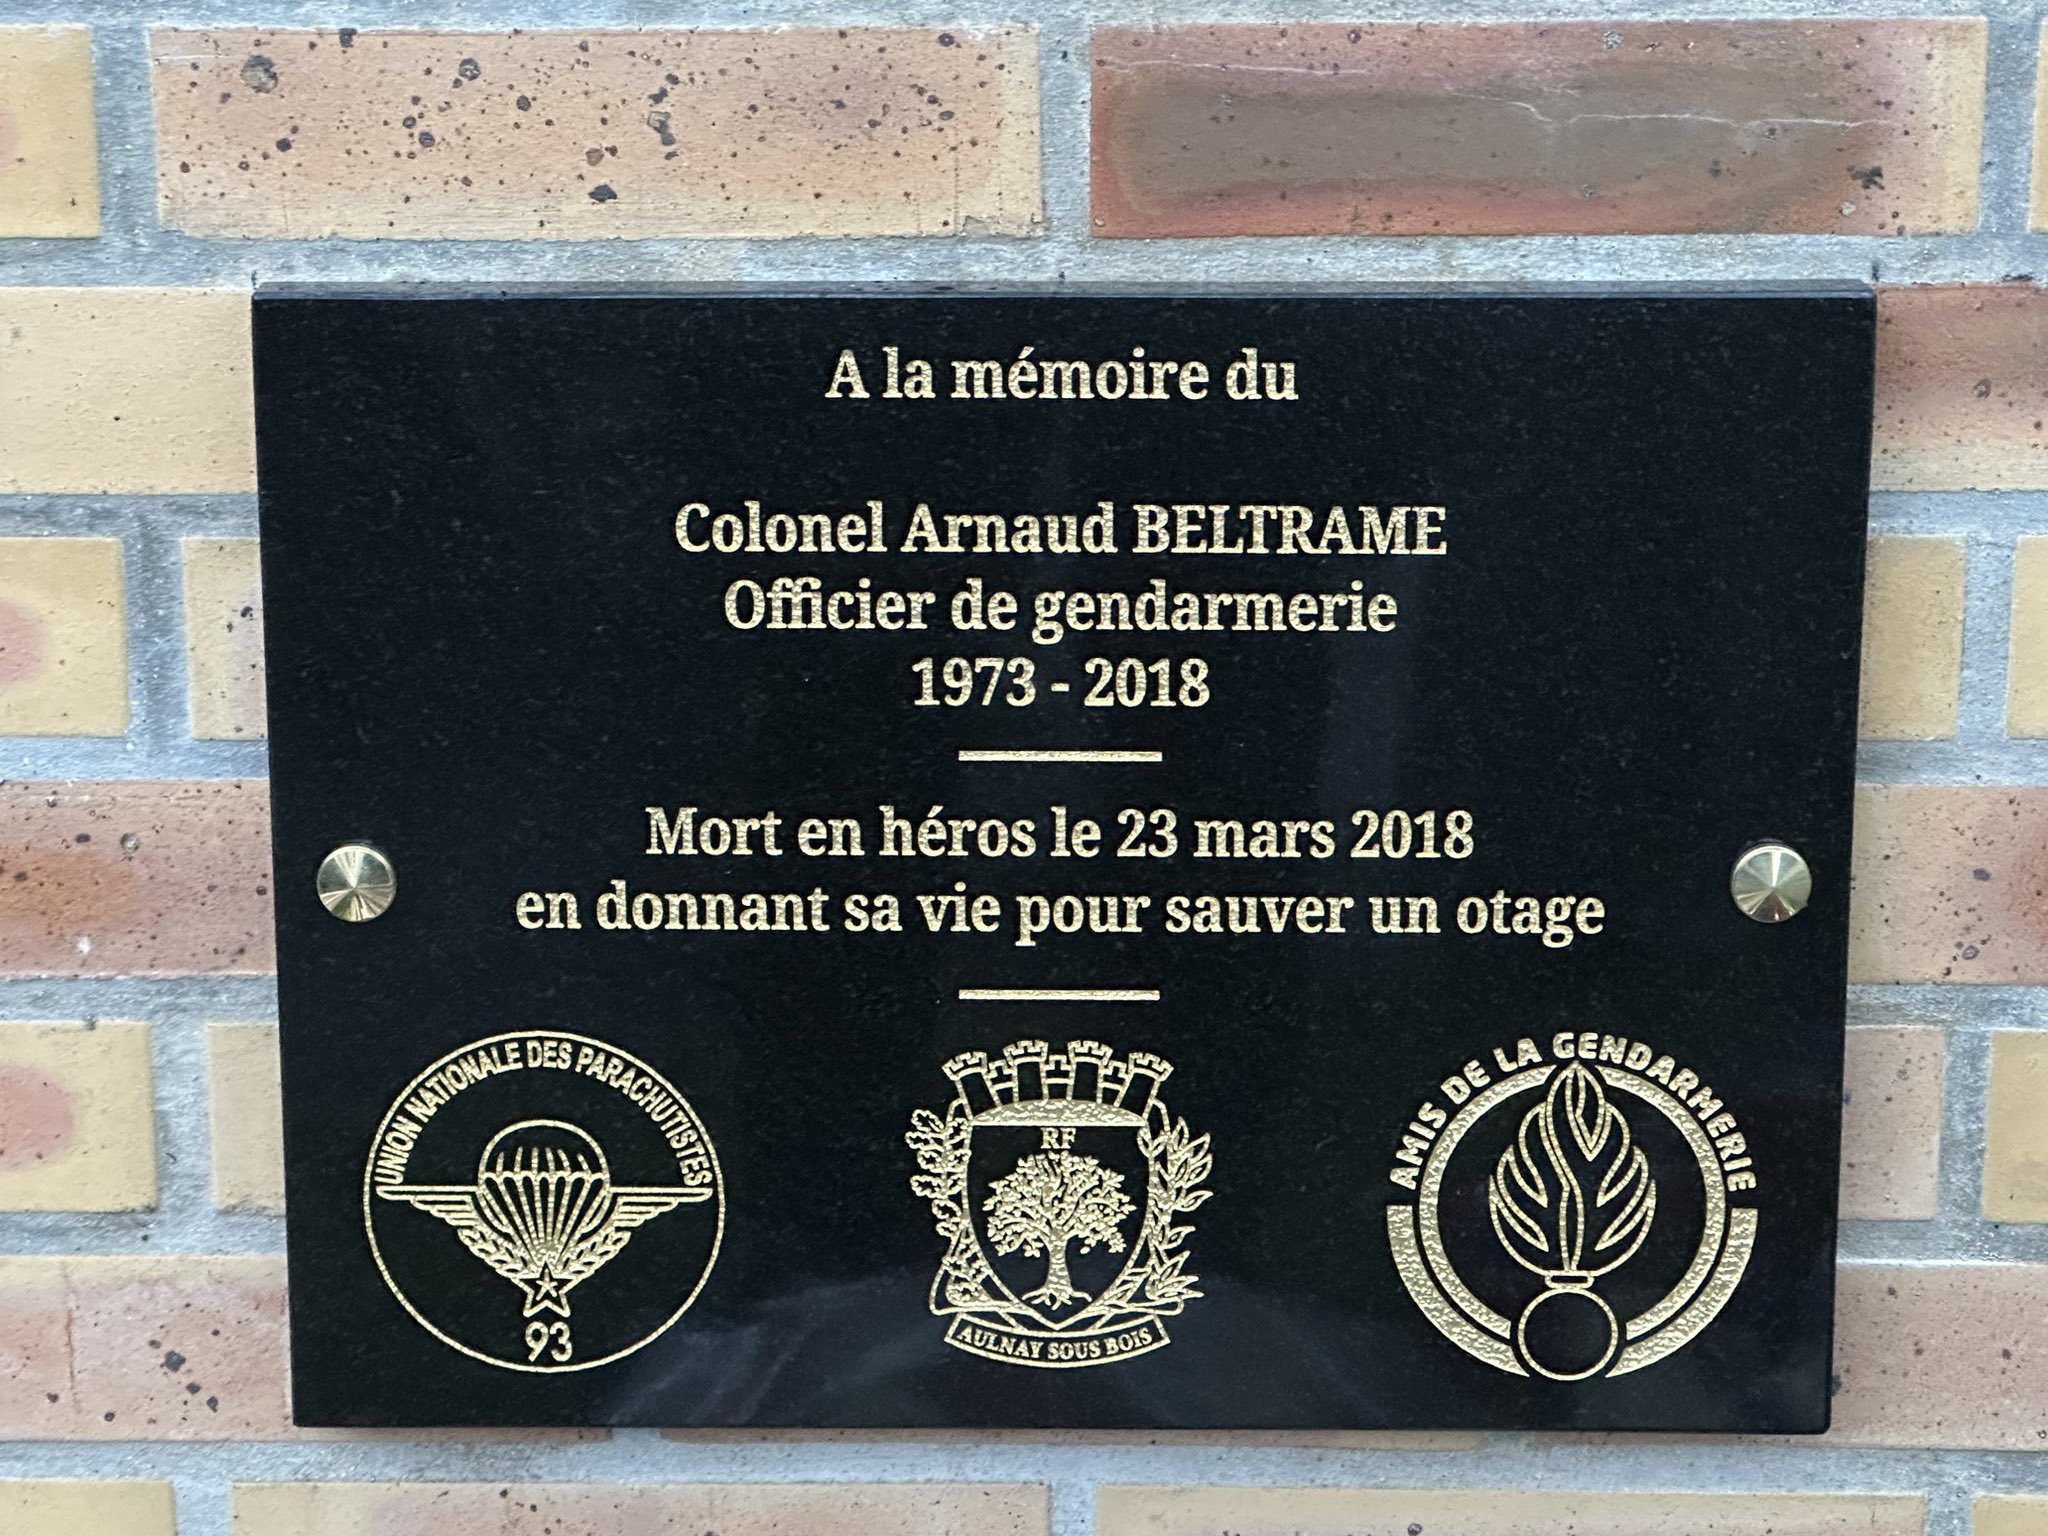 A la mémoire du
Colonel Arnaud BELTRAME
Officier de gendarmerie
1973 - 2018
Mort en héros le 23 mars 2018
en donnant sa vie pour sauver un otage
UNION NATIONALE DES PARACHUTISTES
93
RF
AULNAY SOUS BOIS
AMIS DE LA GENDARMERIE